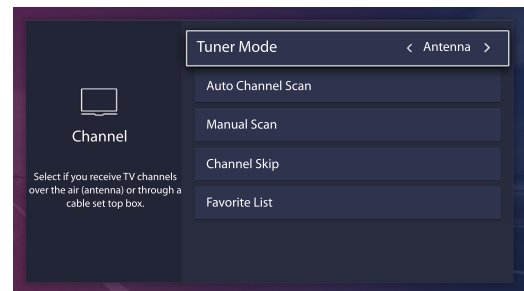 Channel
Select if you receive TV channels
over the air (antenna) or through a
cable set top box.
Tuner Mode < Antenna >
Auto Channel Scan
Manual Scan
Channel Skip
Favorite List